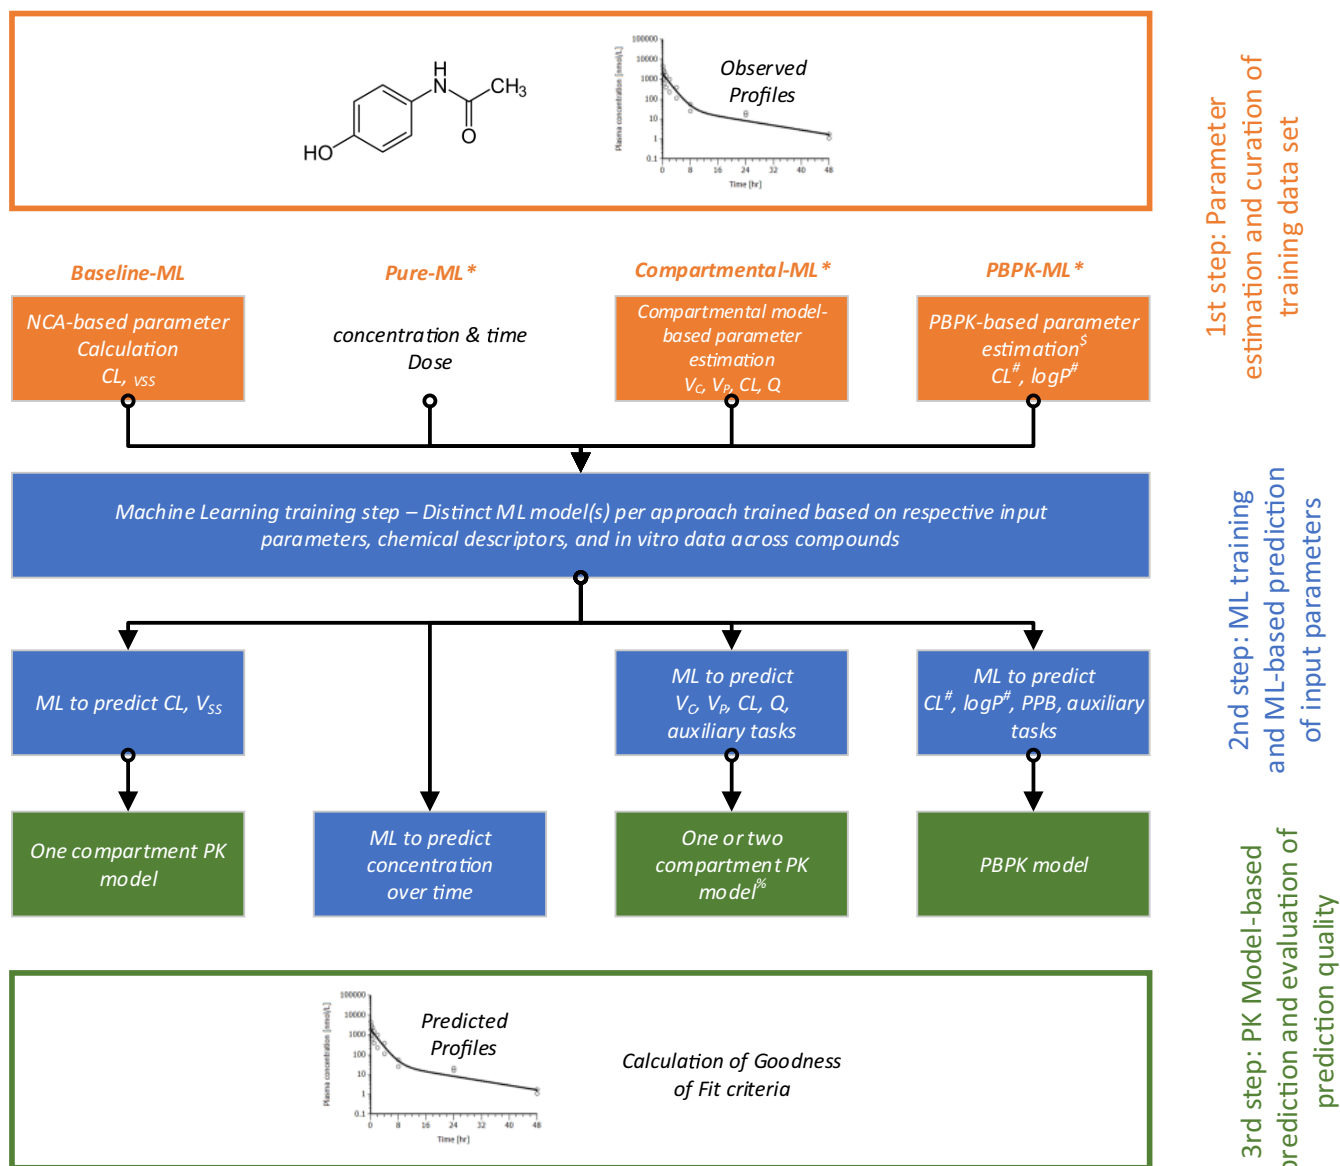 H
N
CH3
O
HO
Observed
Profiles
Plasma concentration [nmol/L]
100000
10000
1000
100
10
1
0.1
0 8 16 24 32 40 48
Time [hr]
1st step: Parameter
estimation and curation of
training data set
Baseline-ML
Pure-ML*
Compartmental-ML*
PBPK-ML*
NCA-based parameter
Calculation
CL, VSS
concentration & time
Dose
Compartmental model-
based parameter
estimation
VC, VP, CL, Q
PBPK-based parameter
estimation$
CL#, logP#
Machine Learning training step – Distinct ML model(s) per approach trained based on respective input
parameters, chemical descriptors, and in vitro data across compounds
2nd step: ML training
and ML-based prediction
of input parameters
ML to predict CL, VSS
ML to predict
VC, VP, CL, Q,
auxiliary tasks
ML to predict
CL#, logP#, PPB, auxiliary
tasks
One compartment PK
model
ML to predict
concentration
over time
One or two
compartment PK
model%
PBPK model
3rd step: PK Model-based
prediction and evaluation of
prediction quality
Predicted
Profiles
Plasma concentration [nmol/L]
100000
10000
1000
100
10
1
0.1
0 8 16 24 32 40 48
Time [hr]
Calculation of Goodness
of Fit criteria